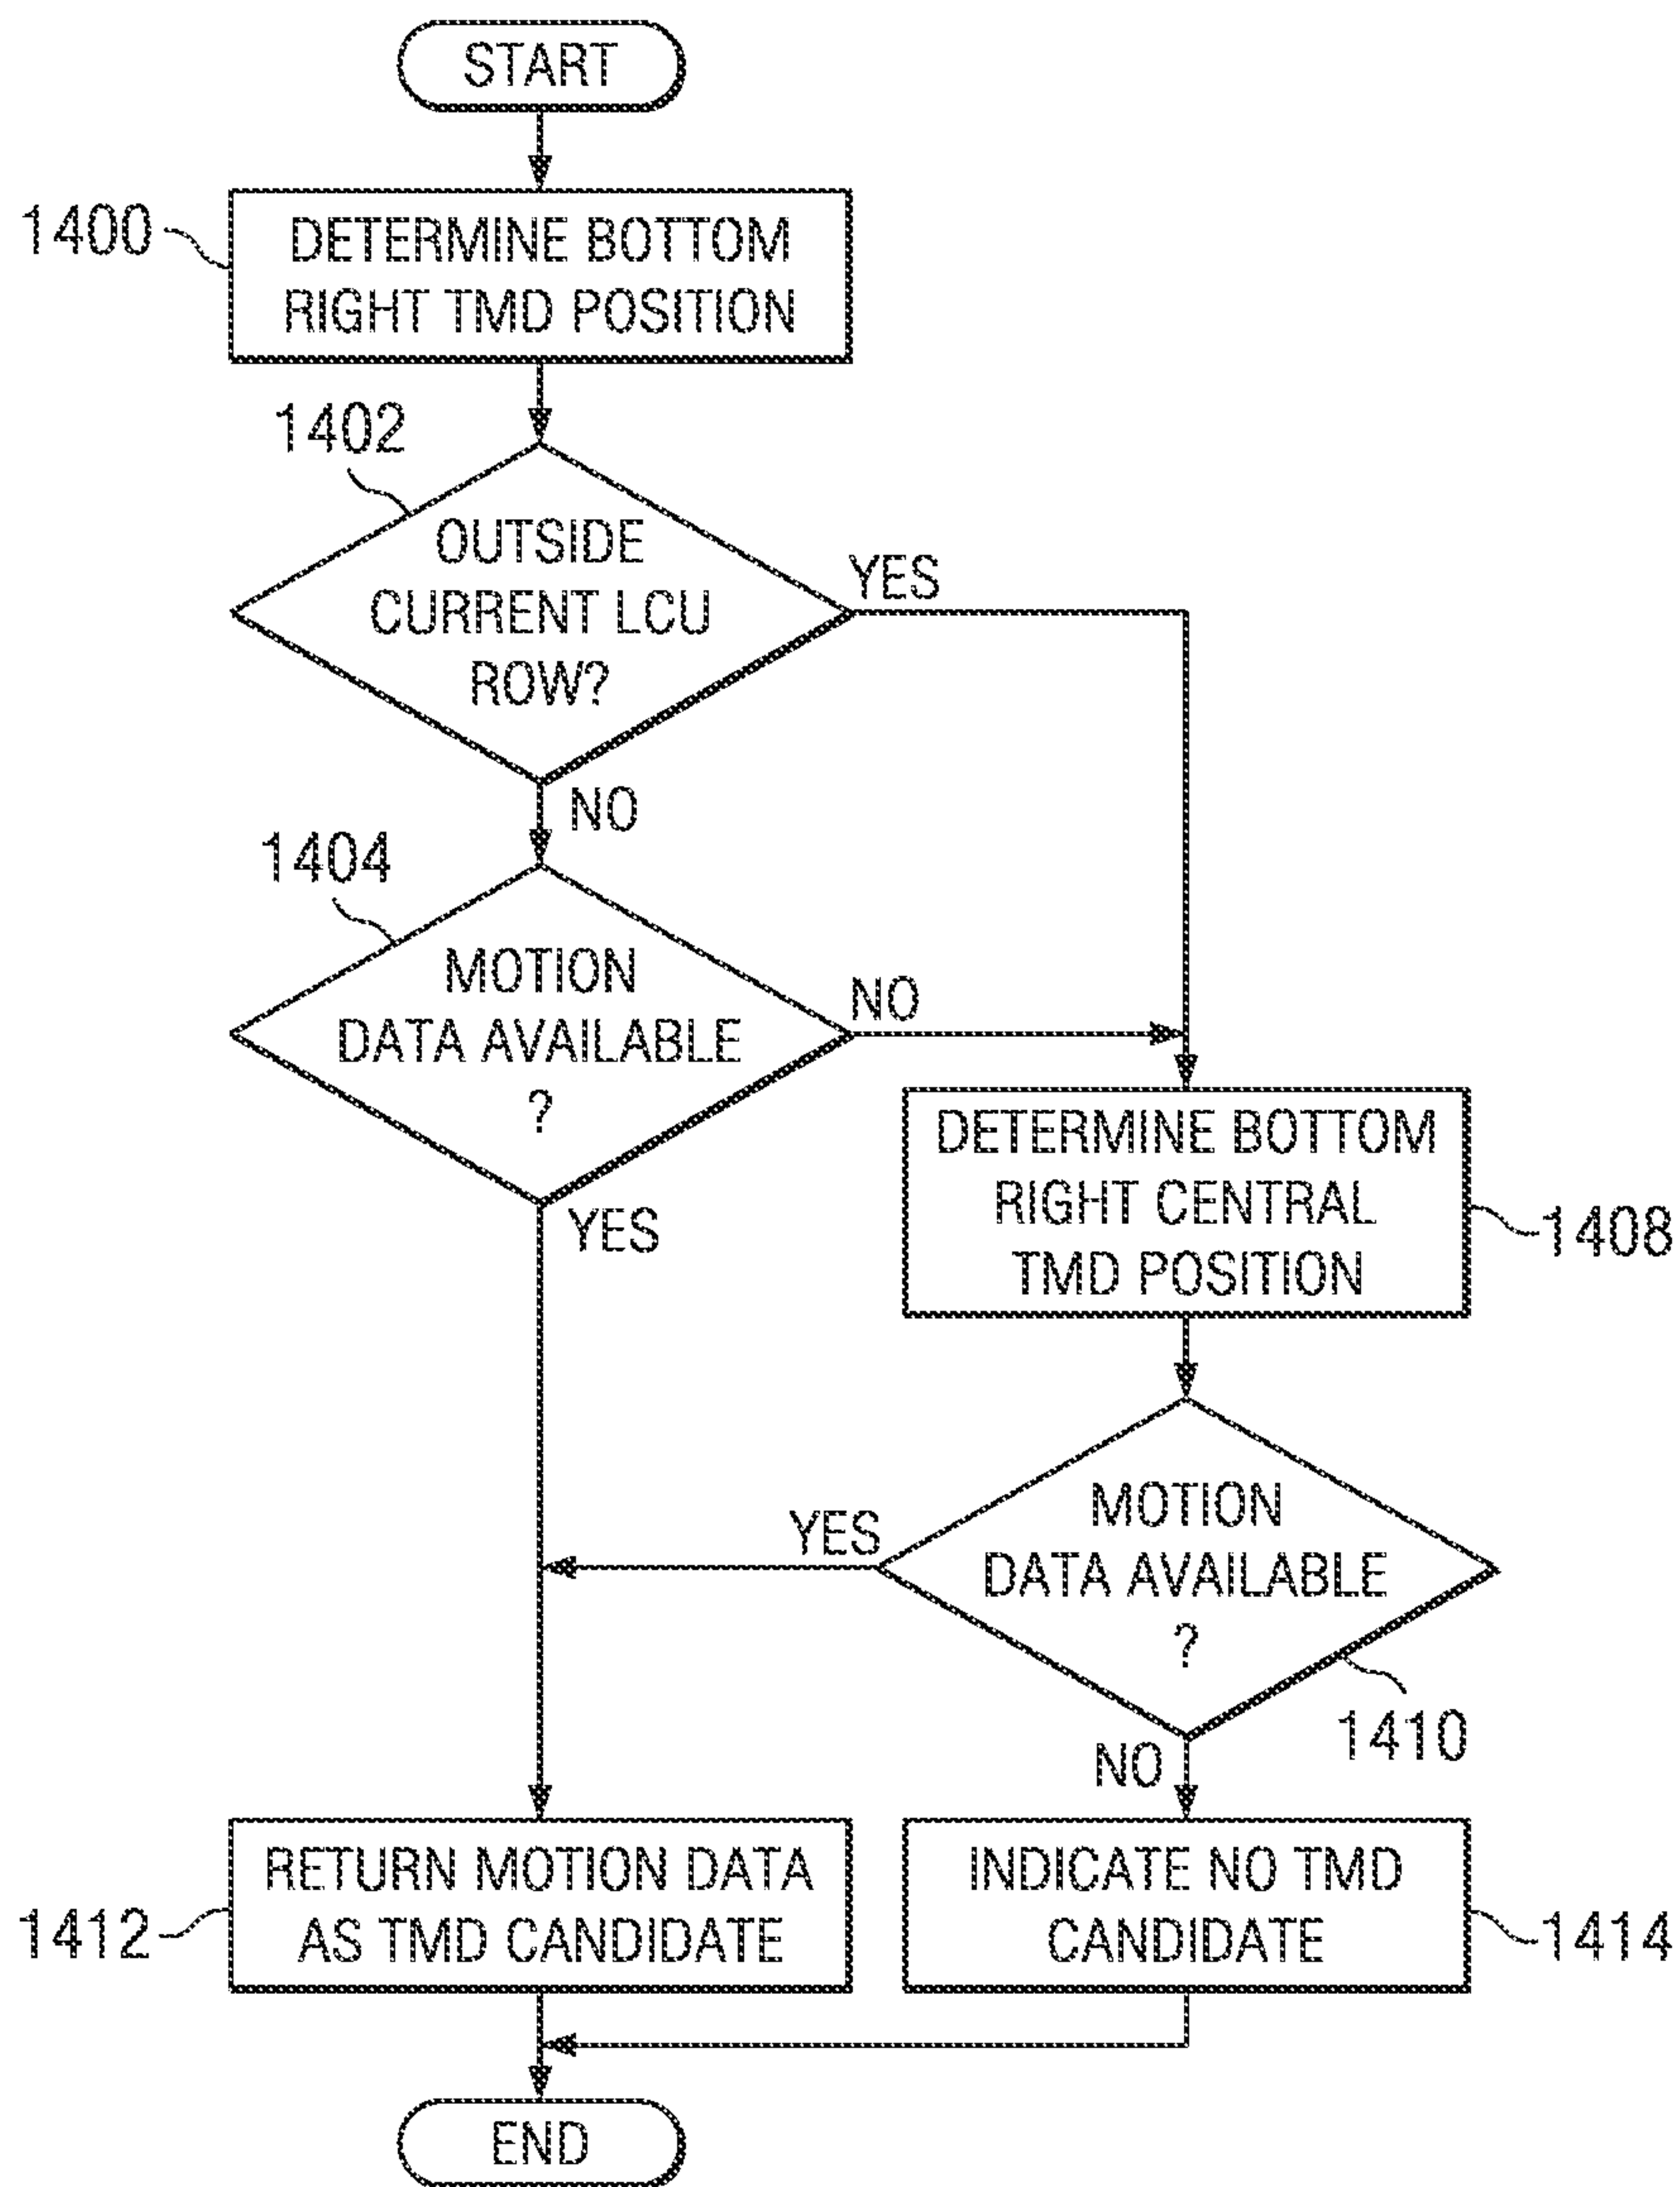 START
1400
DETERMINE BOTTOM
RIGHT TMD POSITION
1402
OUTSIDE
CURRENT LCU
ROW?
YES
NO
1404
MOTION
DATA AVAILABLE
?
NO
YES
DETERMINE BOTTOM
RIGHT CENTRAL
TMD POSITION
1408
MOTION
DATA AVAILABLE
?
YES
1410
NO
RETURN MOTION DATA
AS TMD CANDIDATE
1412
INDICATE NO TMD
CANDIDATE
1414
END